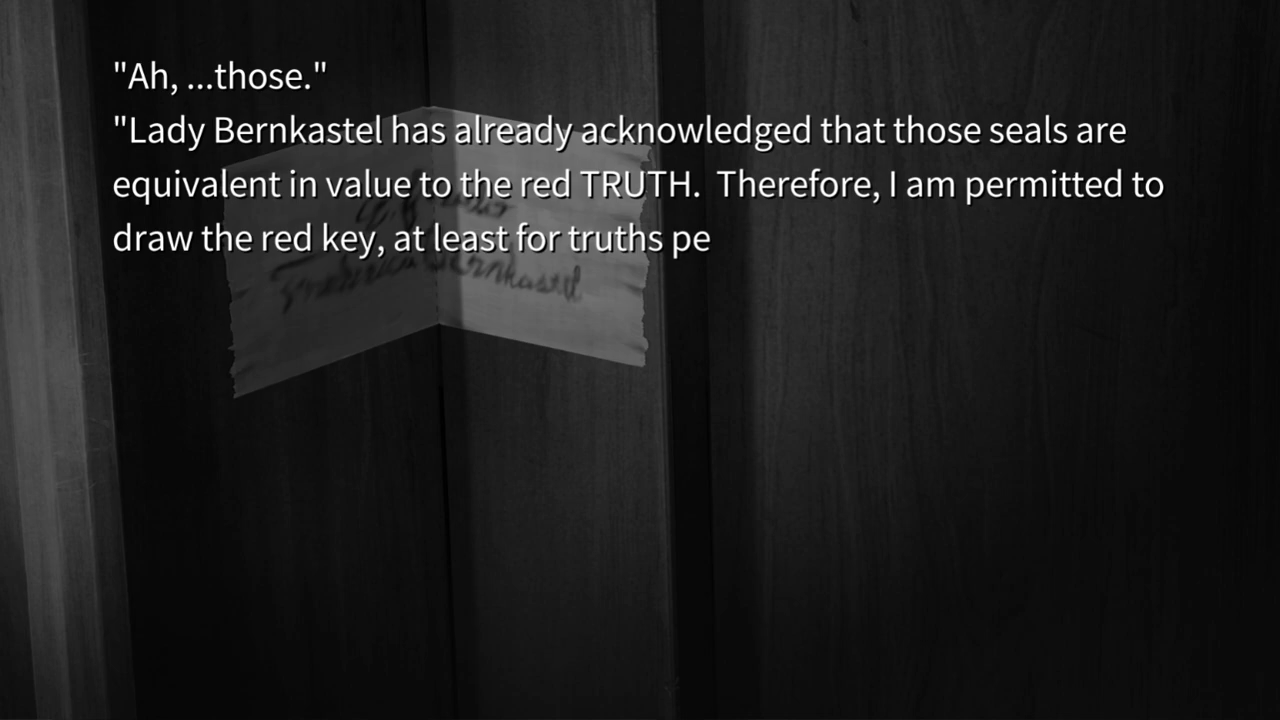 "Ah, ...those."
"Lady Bernkastel has already acknowledged that those seals are
equivalent in value to the red TRUTH.  Therefore, I am permitted to
draw the red key, at least for truths pe
Bernkastel